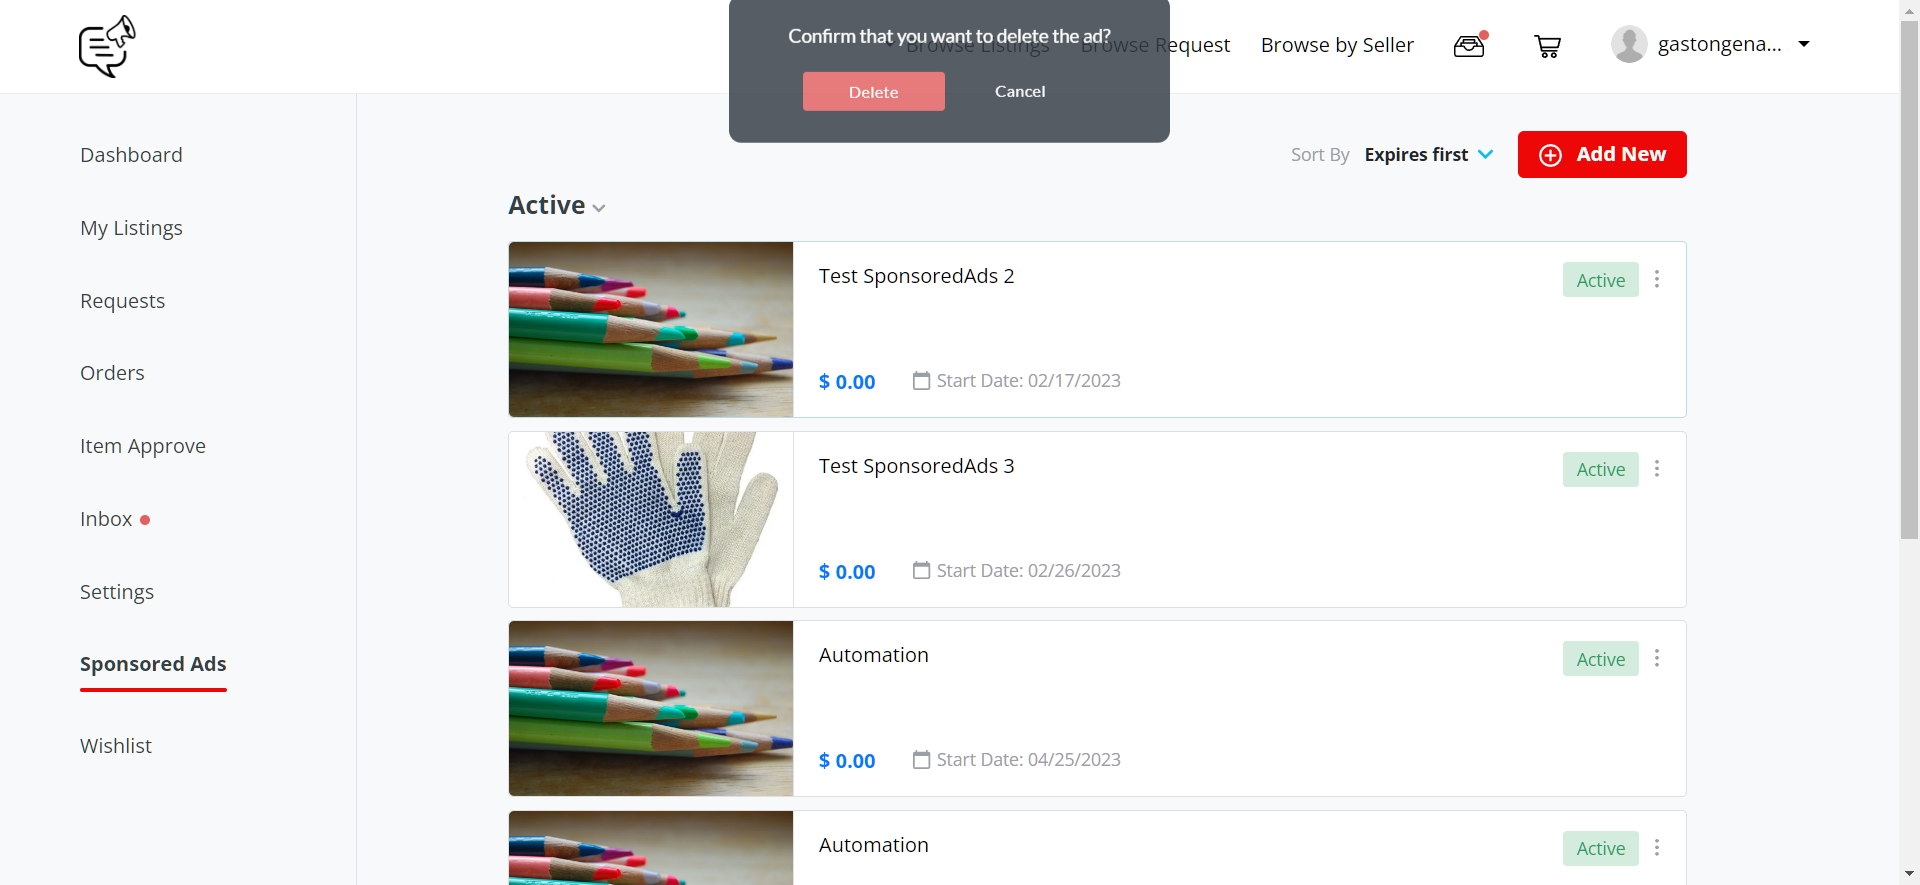 Confirm that you want to delete the ad?
Delete
Cancel
Browse Listings
Browse Request
Browse by Seller
gastongena...
Dashboard
My Listings
Requests
Orders
Item Approve
Inbox
Settings
Sponsored Ads
Wishlist
Sort By Expires first
Add New
Active
Test SponsoredAds 2
Active
$ 0.00
Start Date: 02/17/2023
Test SponsoredAds 3
Active
$ 0.00
Start Date: 02/26/2023
Automation
Active
$ 0.00
Start Date: 04/25/2023
Automation
Active